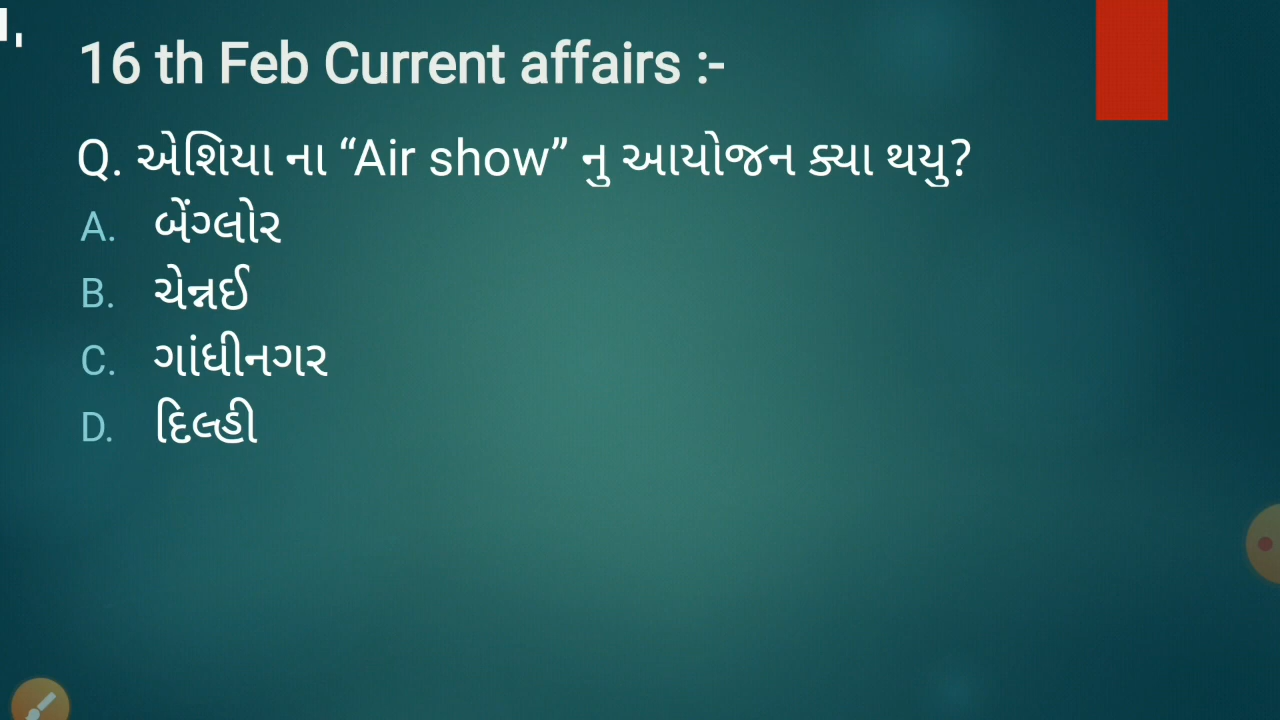 16 th Feb Current affairs :-
Q. એશિયા ના “Air show” નુ આયોજન ક્યા થયુ?
A. બેંગ્લોર
B. ચેન્નઈ
C. ગાંધીનગર
D. દિલ્હી